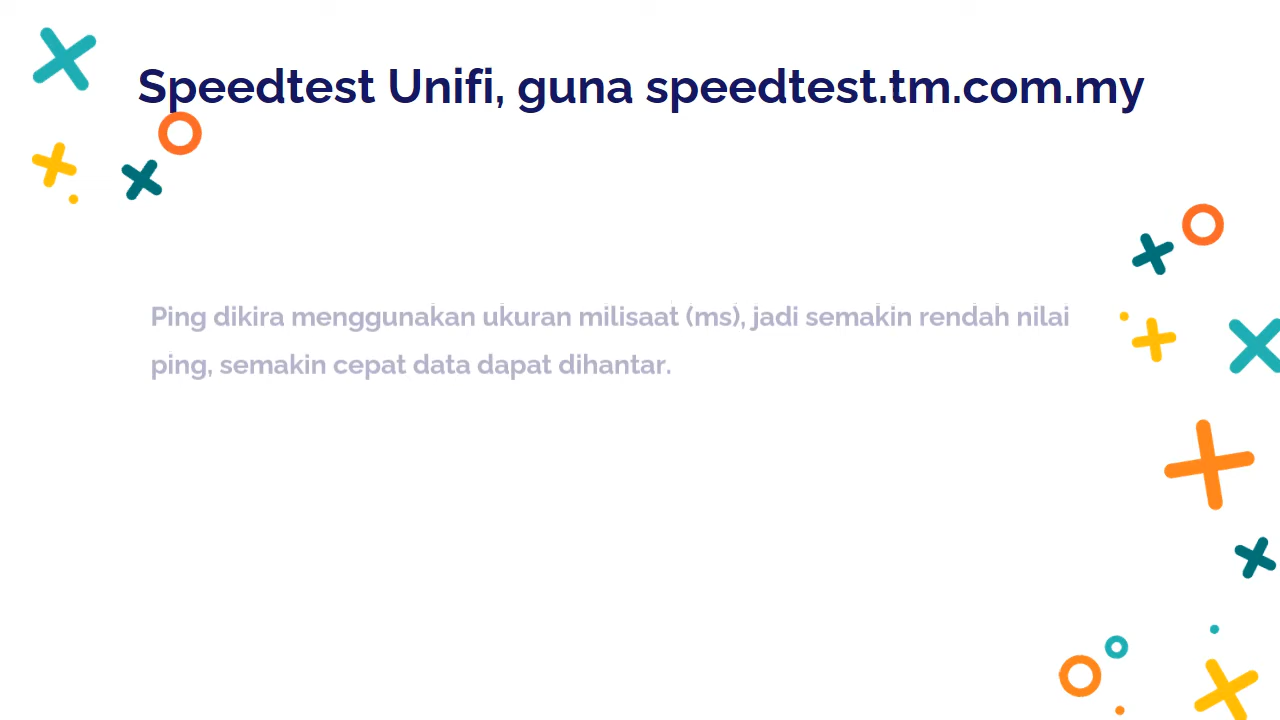 Speedtest Unifi, guna speedtest.tm.com.my
Ping dikira menggunakan ukuran milisaat (ms), jadi semakin rendah nilai
ping, semakin cepat data dapat dihantar.